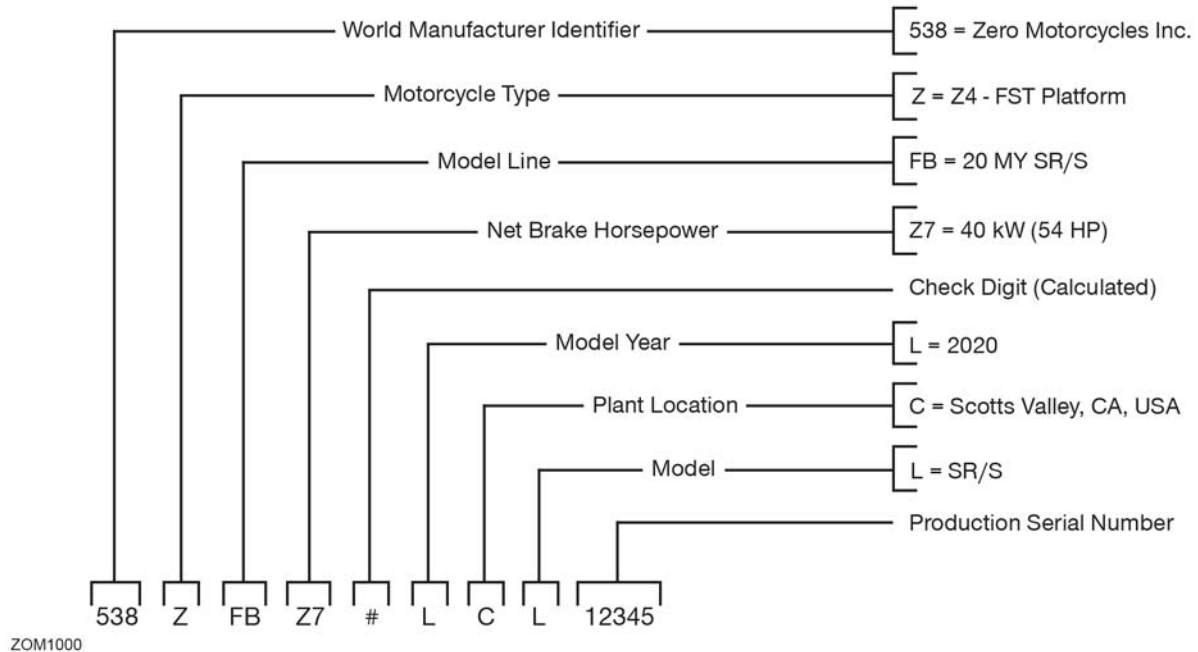 World Manufacturer Identifier 538 = Zero Motorcycles Inc.
Motorcycle Type Z = Z4 - FST Platform
Model Line FB = 20 MY SR/S
Net Brake Horsepower Z7 = 40 kW (54 HP)
Check Digit (Calculated)
Model Year L = 2020
Plant Location C = Scotts Valley, CA, USA
Model L = SR/S
Production Serial Number
538 Z FB Z7 # L C L 12345
ZOM1000